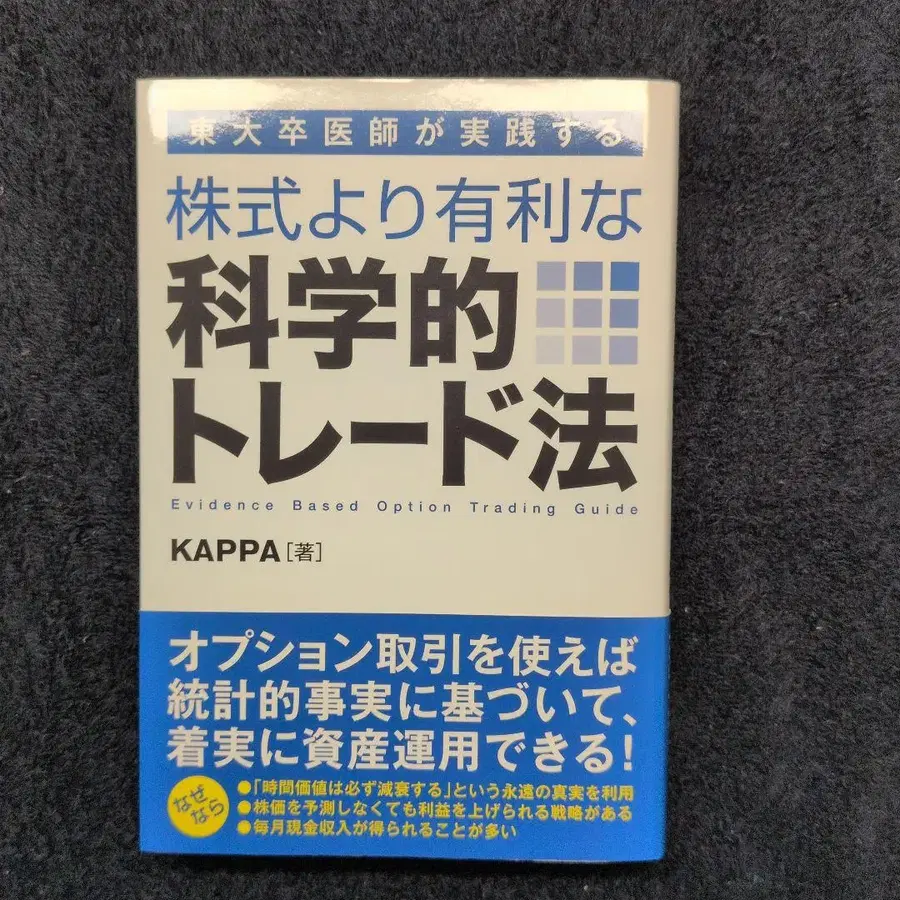 東大卒医師が実践する
株式より有利な
科学的
トレード法
Evidence Based Option Trading Guide
KAPPA[著]
オプション取引を使えば
統計的事実に基づいて、
着実に資産運用できる!
なぜなら
●「時間価値は必ず減衰する」という永遠の真実を利用
●株価を予測しなくても利益を上げられる戦略がある
●毎月現金収入が得られることが多い